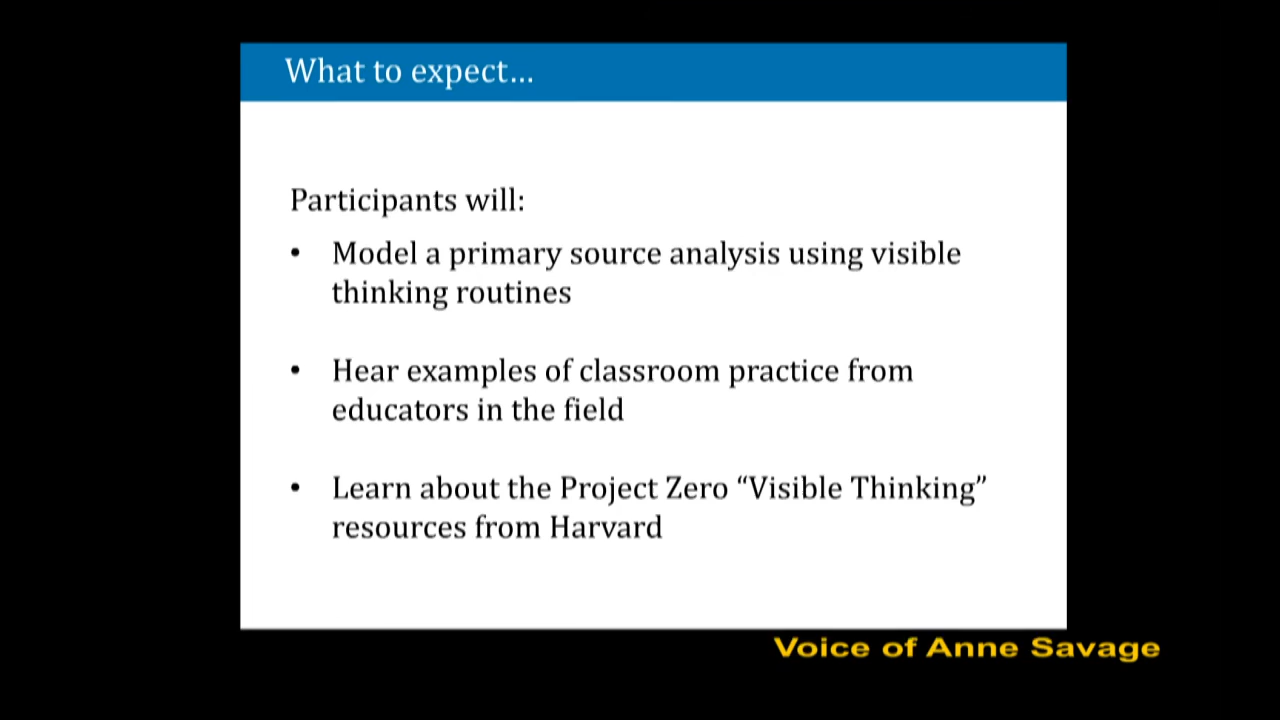 What to expect...
Participants will:
• Model a primary source analysis using visible
thinking routines
• Hear examples of classroom practice from
educators in the field
• Learn about the Project Zero “Visible Thinking”
resources from Harvard
Voice of Anne Savage